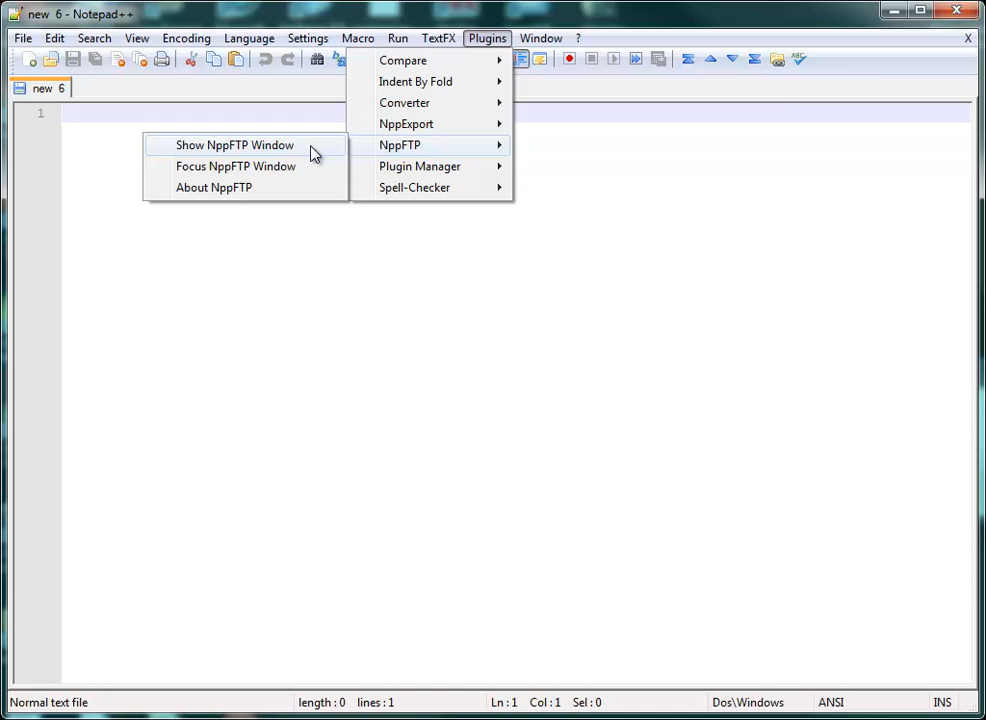 new 6 - Notepad++
File Edit Search View Encoding Language Settings Macro Run TextFX Plugins Window ? X
new 6
1
Compare
Indent By Fold
Converter
NppExport
NppFTP
Plugin Manager
Spell-Checker
Show NppFTP Window
Focus NppFTP Window
About NppFTP
Normal text file length : 0 lines : 1 Ln : 1 Col : 1 Sel : 0 Dos\Windows ANSI INS